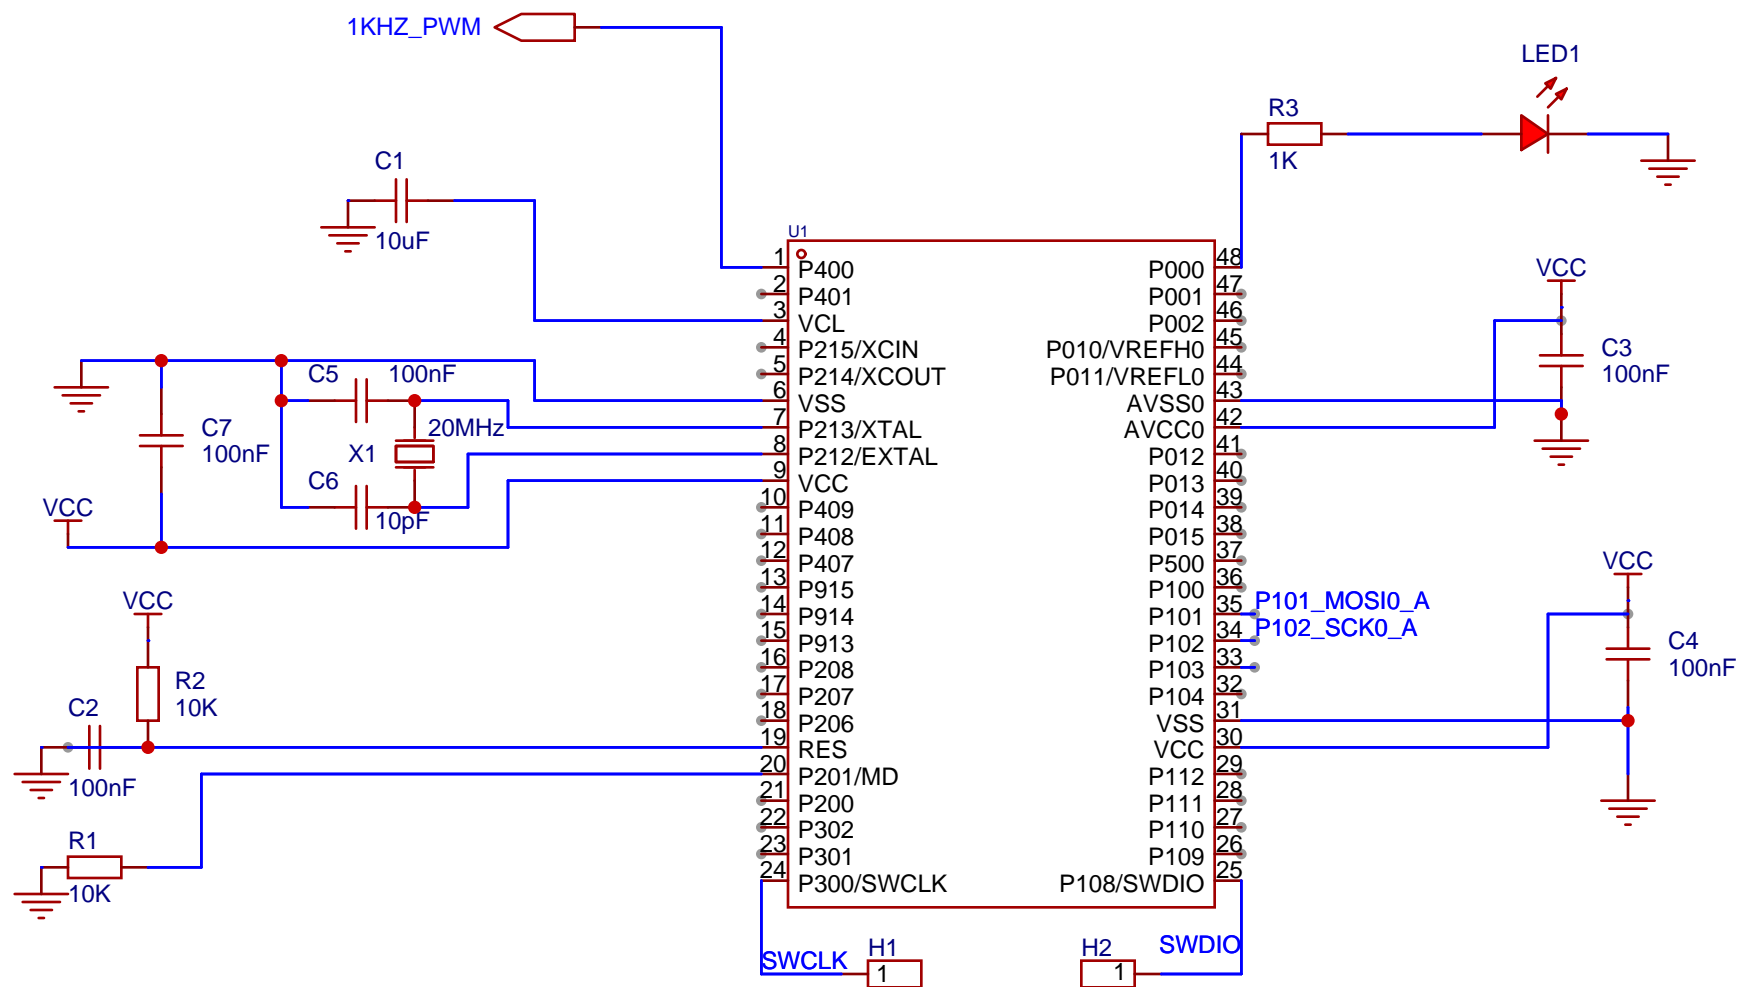 1KHZ_PWM
LED1
R3
1K
C1
10uF
U1
1 P400
2 P401
3 VCL
4 P215/XCIN
5 P214/XCOUT
6 VSS
7 P213/XTAL
8 P212/EXTAL
9 VCC
10 P409
11 P408
12 P407
13 P915
14 P914
15 P913
16 P208
17 P207
18 P206
19 RES
20 P201/MD
21 P200
22 P302
23 P301
24 P300/SWCLK
P000 48
P001 47
P002 46
P010/VREFH0 45
P011/VREFL0 44
AVSS0 43
AVCC0 42
P012 41
P013 40
P014 39
P015 38
P500 37
P100 36
P101 35
P102 34
P103 33
P104 32
VSS 31
VCC 30
P112 29
P111 28
P110 27
P109 26
P108/SWDIO 25
VCC
C3
100nF
C5
100nF
C7
100nF
20MHz
X1
C6
10pF
VCC
VCC
R2
10K
C2
100nF
R1
10K
P101_MOSI0_A
P102_SCK0_A
VCC
C4
100nF
SWCLK
H1
1
H2
1
SWDIO